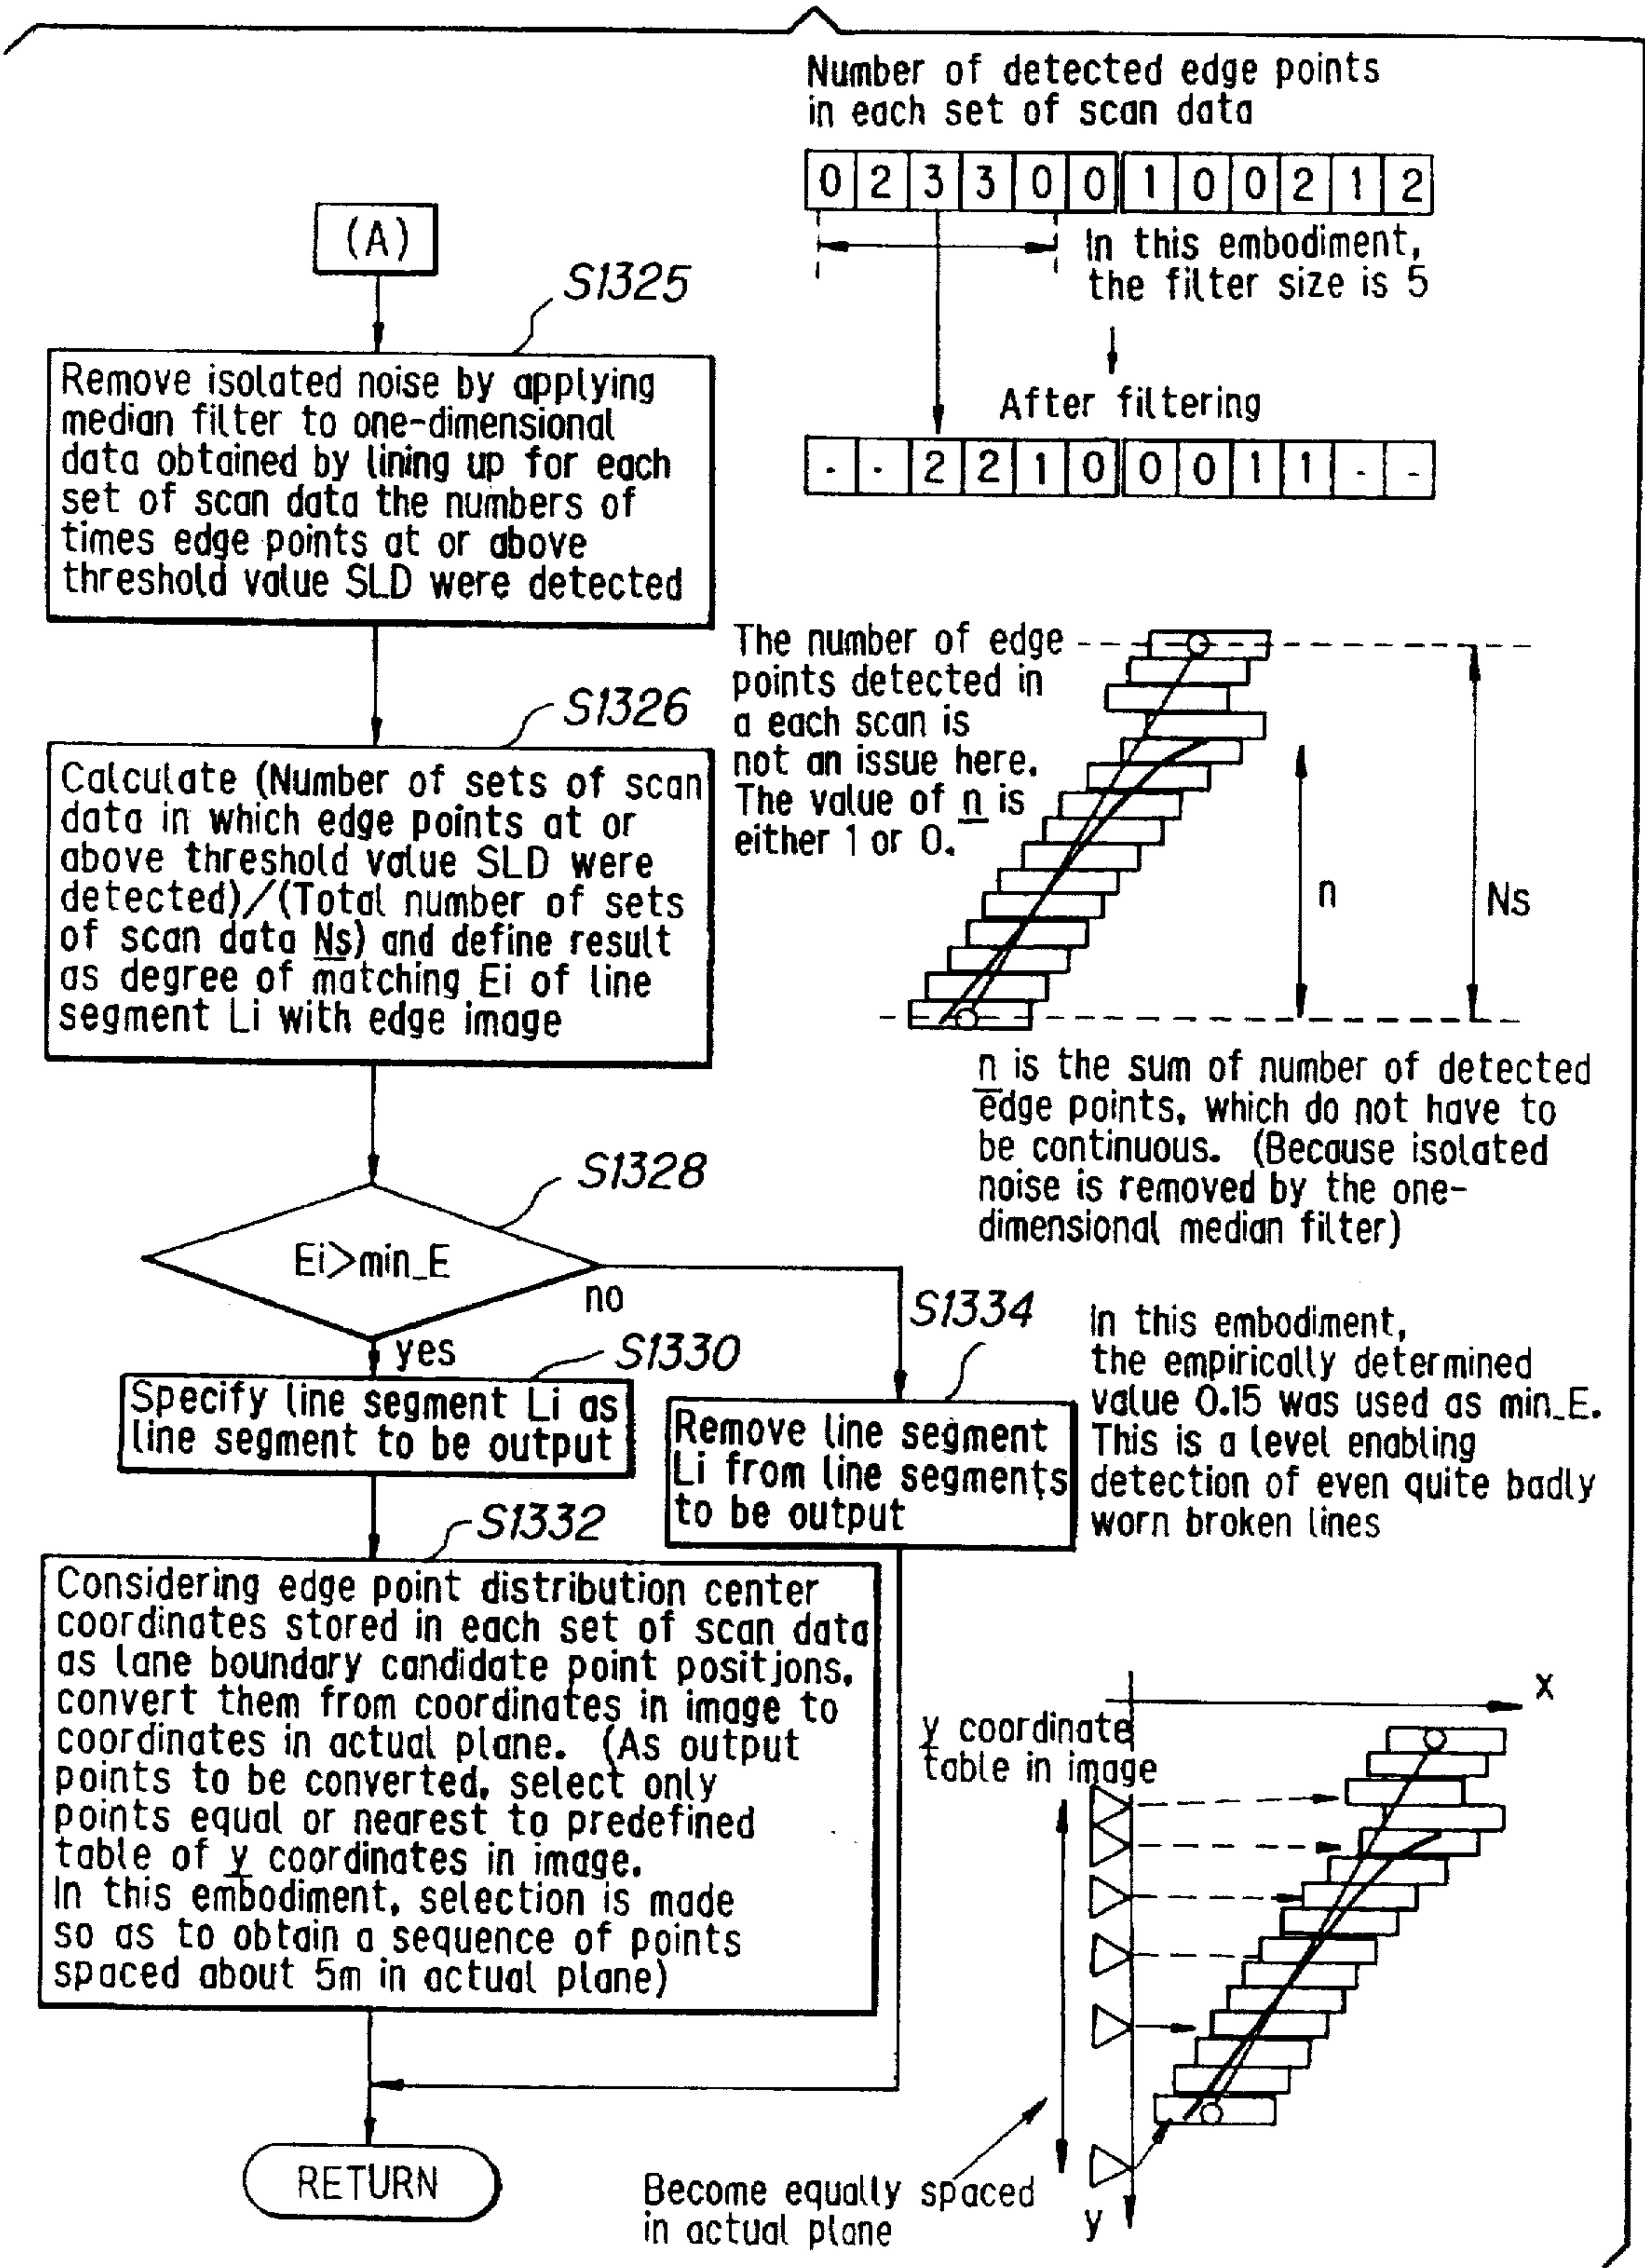 (A)
S1325
Remove isolated noise by applying
median filter to one-dimensional
data obtained by lining up for each
set of scan data the numbers of
times edge points at or above
threshold value SLD were detected
S1326
Calculate (Number of sets of scan
data in which edge points at or
above threshold value SLD were
detected)/(Total number of sets
of scan data Ns) and define result
as degree of matching Ei of line
segment Li with edge image
S1328
Ei>min_E
no
yes
S1330
Specify line segment Li as
line segment to be output
S1334
Remove line segment
Li from line segments
to be output
S1332
Considering edge point distribution center
coordinates stored in each set of scan data
as lane boundary candidate point positions,
convert them from coordinates in image to
coordinates in actual plane. (As output
points to be converted, select only
points equal or nearest to predefined
table of y coordinates in image.
In this embodiment, selection is made
so as to obtain a sequence of points
spaced about 5m in actual plane)
RETURN
Number of detected edge points
in each set of scan data
0 2 3 3 0 0 1 0 0 2 1 2
In this embodiment,
the filter size is 5
After filtering
- - 2 2 1 0 0 0 1 1 - -
The number of edge
points detected in
a each scan is
not an issue here.
The value of n is
either 1 or 0.
n
Ns
n is the sum of number of detected
edge points, which do not have to
be continuous. (Because isolated
noise is removed by the one-
dimensional median filter)
In this embodiment,
the empirically determined
value 0.15 was used as min_E.
This is a level enabling
detection of even quite badly
worn broken lines
x
y coordinate
table in image
Become equally spaced
in actual plane
y